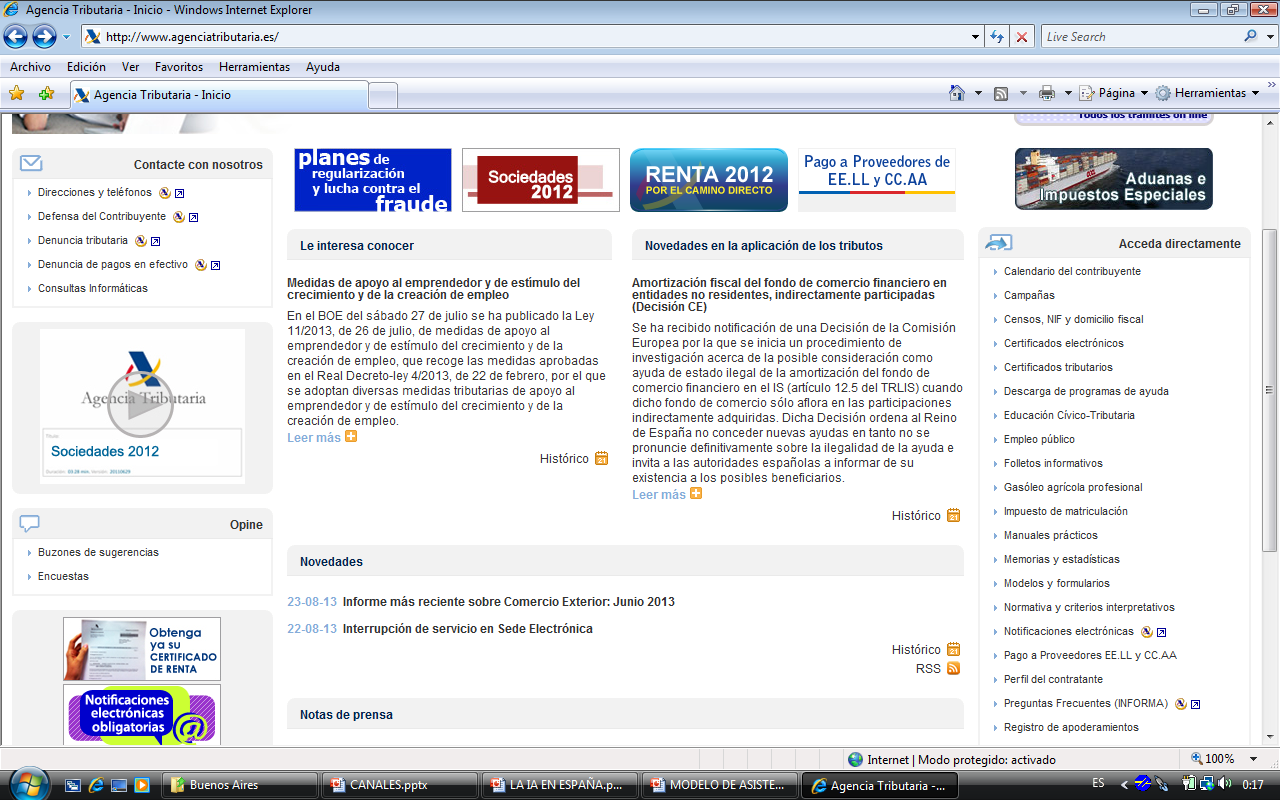 Agencia Tributaria - Inicio - Windows Internet Explorer
http://www.agenciatributaria.es/
Live Search
Archivo Edición Ver Favoritos Herramientas Ayuda
Agencia Tributaria - Inicio
Página Herramientas
Todos los trámites on line
Contacte con nosotros
Direcciones y teléfonos
Defensa del Contribuyente
Denuncia tributaria
Denuncia de pagos en efectivo
Consultas Informáticas
Agencia Tributaria
Sociedades 2012
Opine
Buzones de sugerencias
Encuestas
Obtenga
ya su
CERTIFICADO
DE RENTA
Notificaciones
electrónicas
obligatorias
planes de
regularización
y lucha contra el
fraude
Sociedades
2012
RENTA 2012
POR EL CAMINO DIRECTO
Pago a Proveedores de
EE.LL y CC.AA
Aduanas e
Impuestos Especiales
Le interesa conocer
Medidas de apoyo al emprendedor y de estímulo del
crecimiento y de la creación de empleo
En el BOE del sábado 27 de julio se ha publicado la Ley
11/2013, de 26 de julio, de medidas de apoyo al
emprendedor y de estímulo del crecimiento y de la
creación de empleo, que recoge las medidas aprobadas
en el Real Decreto-ley 4/2013, de 22 de febrero, por el que
se adoptan diversas medidas tributarias de apoyo al
emprendedor y de estímulo del crecimiento y de la
creación de empleo.
Leer más
Histórico
Novedades en la aplicación de los tributos
Amortización fiscal del fondo de comercio financiero en
entidades no residentes, indirectamente participadas
(Decisión CE)
Se ha recibido notificación de una Decisión de la Comisión
Europea por la que se inicia un procedimiento de
investigación acerca de la posible consideración como
ayuda de estado ilegal de la amortización del fondo de
comercio financiero en el IS (artículo 12.5 del TRLIS) cuando
dicho fondo de comercio sólo aflora en las participaciones
indirectamente adquiridas. Dicha Decisión ordena al Reino
de España no conceder nuevas ayudas en tanto no se
pronuncie definitivamente sobre la ilegalidad de la ayuda e
invita a las autoridades españolas a informar de su
existencia a los posibles beneficiarios.
Leer más
Histórico
Novedades
23-08-13 Informe más reciente sobre Comercio Exterior: Junio 2013
22-08-13 Interrupción de servicio en Sede Electrónica
Histórico
RSS
Notas de prensa
Acceda directamente
Calendario del contribuyente
Campañas
Censos, NIF y domicilio fiscal
Certificados electrónicos
Certificados tributarios
Descarga de programas de ayuda
Educación Cívico-Tributaria
Empleo público
Folletos informativos
Gasóleo agrícola profesional
Impuesto de matriculación
Manuales prácticos
Memorias y estadísticas
Modelos y formularios
Normativa y criterios interpretativos
Notificaciones electrónicas
Pago a Proveedores EE.LL y CC.AA
Perfil del contratante
Preguntas Frecuentes (INFORMA)
Registro de apoderamientos
Internet | Modo protegido: activado
100%
Buenos Aires
CANALES.pptx
LA IA EN ESPAÑA.p...
MODELO DE ASISTE...
Agencia Tributaria -...
ES
0:17